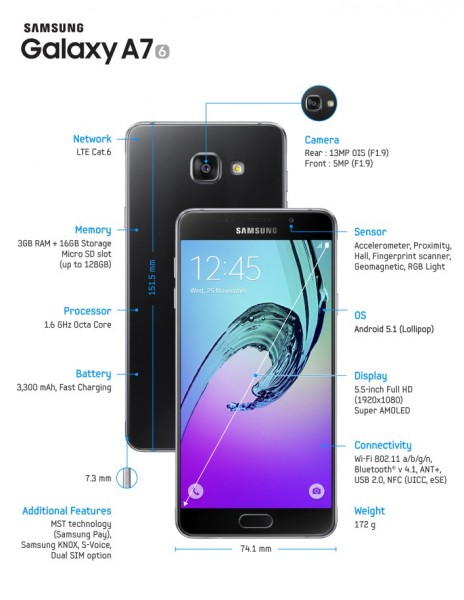 SAMSUNG
Galaxy A7 6
Network
LTE Cat.6
Camera
Rear : 13MP OIS (F1.9)
Front : 5MP (F1.9)
Memory
3GB RAM + 16GB Storage
Micro SD slot
(up to 128GB)
151.5 mm
SAMSUNG
12:45
Wed, 25 November
Sensor
Accelerometer, Proximity,
Hall, Fingerprint scanner,
Geomagnetic, RGB Light
Processor
1.6 GHz Octa Core
OS
Android 5.1 (Lollipop)
Battery
3,300 mAh, Fast Charging
Display
5.5-inch Full HD
(1920x1080)
Super AMOLED
Connectivity
Wi-Fi 802.11 a/b/g/n,
Bluetooth® v 4.1, ANT+,
USB 2.0, NFC (UICC, eSE)
7.3 mm
Additional Features
MST technology
(Samsung Pay),
Samsung KNOX, S-Voice,
Dual SIM option
Weight
172 g
74.1 mm